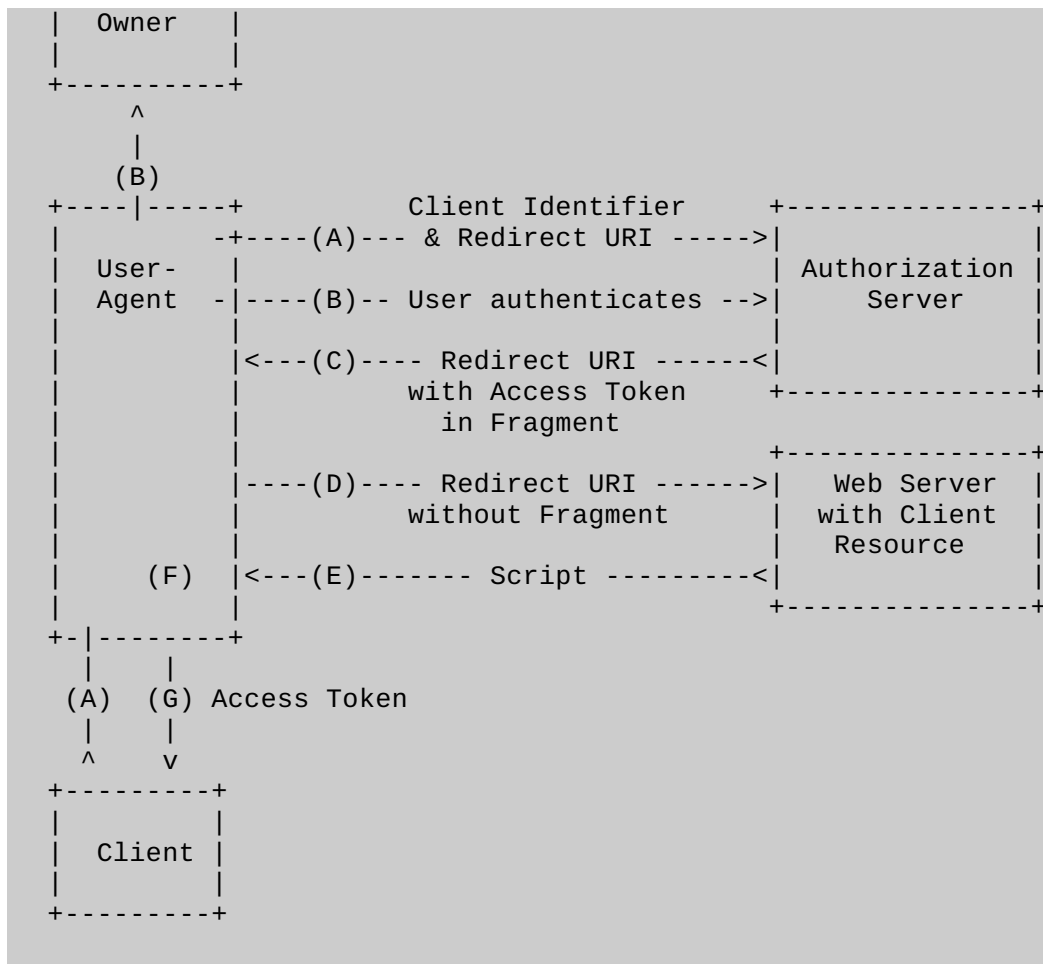 |  Owner   |
|          |
+----------+
     ^
     |
    (B)
+----|-----+          Client Identifier     +---------------+
|         -+----(A)--- & Redirect URI ----->|               |
|  User-   |                                | Authorization |
|  Agent  -|----(B)-- User authenticates -->|     Server    |
|          |                                |               |
|          |<---(C)---- Redirect URI ------<|               |
|          |          with Access Token     +---------------+
|          |            in Fragment
|          |                                +---------------+
|          |----(D)---- Redirect URI ------>|   Web Server  |
|          |          without Fragment      |  with Client  |
|          |                                |   Resource    |
|     (F)  |<---(E)------- Script ---------<|               |
|          |                                +---------------+
+-|--------+
  |    |
 (A)  (G) Access Token
  |    |
  ^    v
+---------+
|         |
|  Client |
|         |
+---------+